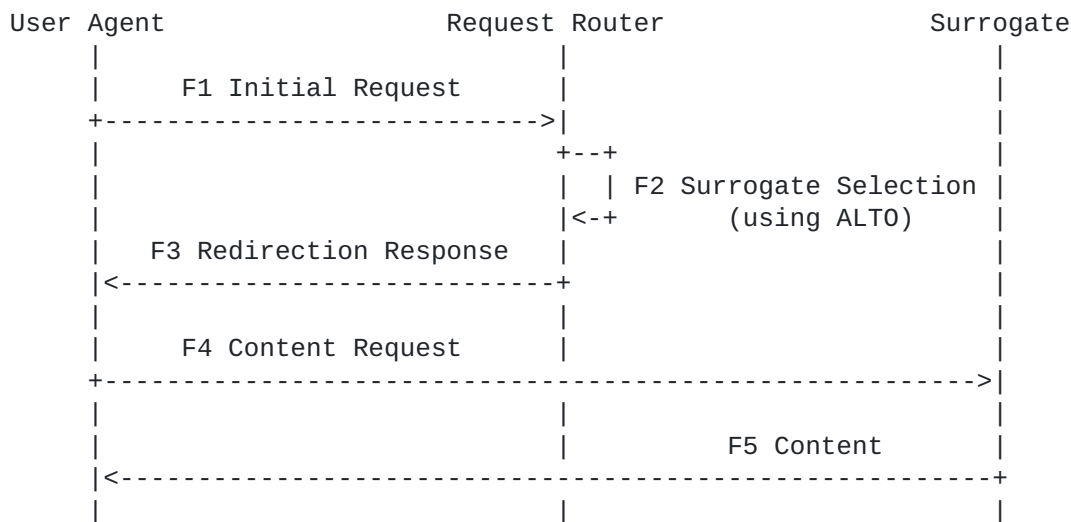 User Agent Request Router Surrogate
F1 Initial Request
F2 Surrogate Selection
(using ALTO)
F3 Redirection Response
F4 Content Request
F5 Content